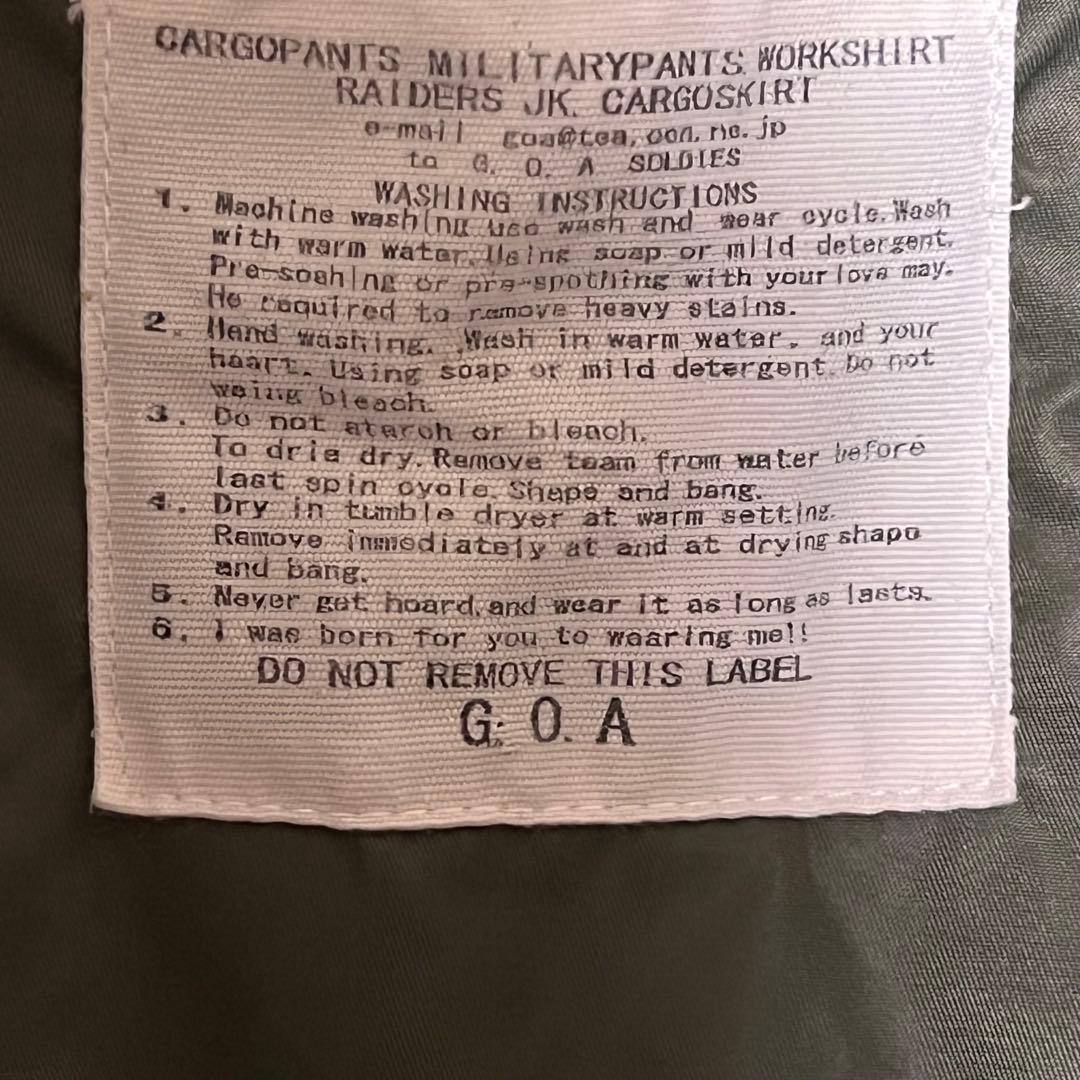 CARGOPANTS MILITARYPANTS WORKSHIRT
RAIDERS JK. CARGOSKIRT
e-mail goa@tea.ocn.ne.jp
to G. O. A SOLDIES
WASHING INSTRUCTIONS
1. Machine washing use wash and wear cycle. Wash
with warm water. Using soap or mild detergent.
Pre-soahing or pre-spothing with your love may.
He required to remove heavy stains.
2. Hand washing. Wash in warm water. and your
heart. Using soap or mild detergent. Do not
weing bleach.
3. Do not starch or bleach.
To drie dry. Remove team from water before
last spin cycle. Shape and bang.
4. Dry in tumble dryer at warm setting.
Remove immediately at and at drying shape
and bang.
5. Never get hoard. and wear it as long as lasts.
6. I was born for you to wearing me!!
DO NOT REMOVE THIS LABEL
G. O. A